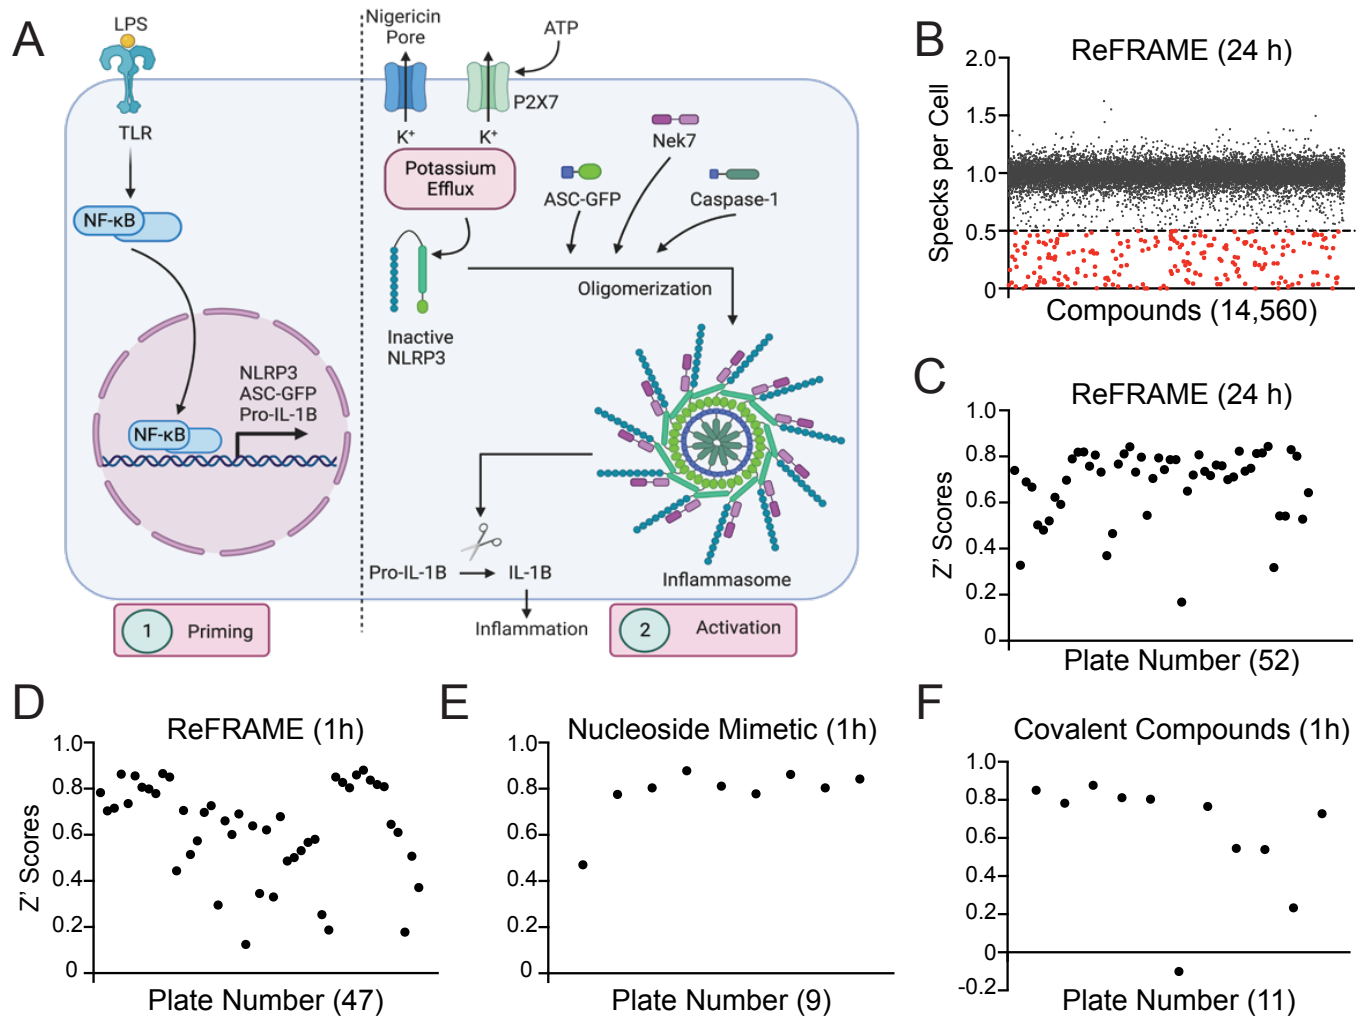 A
LPS
TLR
NF-κB
NLRP3
ASC-GFP
Pro-IL-1B
NF-κB
1
Priming
Nigericin
Pore
ATP
P2X7
K+
K+
Potassium
Efflux
Nek7
ASC-GFP
Caspase-1
Oligomerization
Inactive
NLRP3
Pro-IL-1B
IL-1B
Inflammasome
Inflammation
2
Activation
B
ReFRAME (24 h)
Specks per Cell
2.0
1.5
1.0
0.5
0
Compounds (14,560)
C
ReFRAME (24 h)
Z' Scores
1.0
0.8
0.6
0.4
0.2
0
Plate Number (52)
D
ReFRAME (1h)
Z' Scores
1.0
0.8
0.6
0.4
0.2
0
Plate Number (47)
E
Nucleoside Mimetic (1h)
1.0
0.8
0.6
0.4
0.2
0
Plate Number (9)
F
Covalent Compounds (1h)
1.0
0.8
0.6
0.4
0.2
0
-0.2
Plate Number (11)